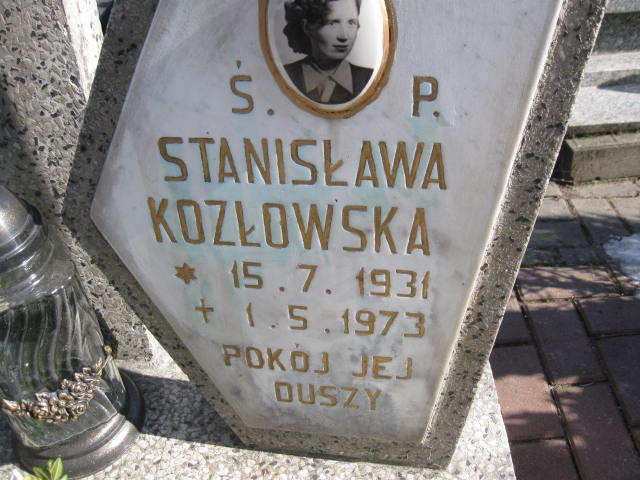 Ś. P.
STANISŁAWA
KOZŁOWSKA
* 15.7.1931
+ 1.5.1973
POKÓJ JEJ
DUSZY